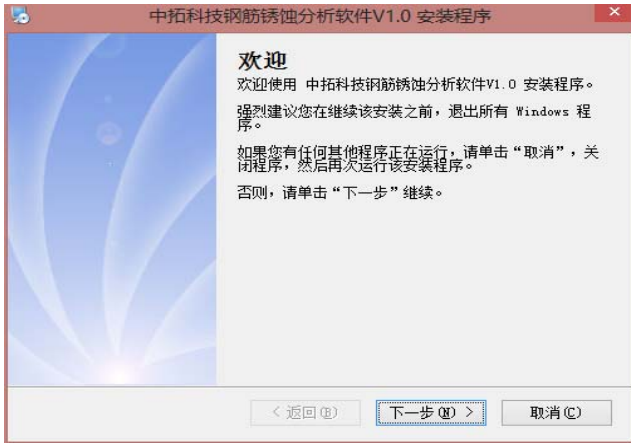 中拓科技钢筋锈蚀分析软件V1.0 安装程序
欢迎
欢迎使用 中拓科技钢筋锈蚀分析软件V1.0 安装程序。
强烈建议您在继续该安装之前，退出所有 Windows 程
序。
如果您有任何其他程序正在运行，请单击“取消”，关
闭程序，然后再次运行该安装程序。
否则，请单击“下一步”继续。
< 返回(B)
下一步(N) >
取消(C)